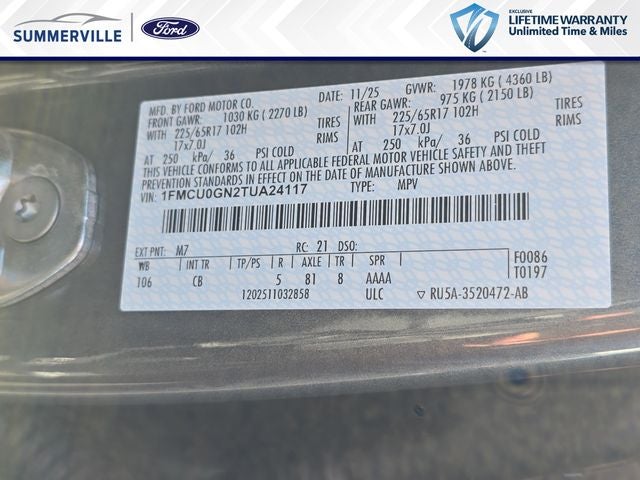 SUMMERVILLE
Ford
EXCLUSIVE
LIFETIME WARRANTY
Unlimited Time & Miles
MFD. BY FORD MOTOR CO.
DATE: 11/25 GVWR: 1978 KG ( 4360 LB)
FRONT GAWR: 1030 KG ( 2270 LB) REAR GAWR: 975 KG ( 2150 LB)
WITH 225/65R17 102H TIRES WITH 225/65R17 102H TIRES
17x7.0J RIMS 17x7.0J RIMS
AT 250 kPa/ 36 PSI COLD AT 250 kPa/ 36 PSI COLD
THIS VEHICLE CONFORMS TO ALL APPLICABLE FEDERAL MOTOR VEHICLE SAFETY AND THEFT
PREVENTION STANDARDS IN EFFECT ON THE DATE OF MANUFACTURE SHOWN ABOVE.
VIN: 1FMCU0GN2TUA24117 TYPE: MPV
EXT PNT: M7 RC: 21 DSO:
WB INT TR TP/PS R AXLE TR SPR F0086
106 CB 5 81 8 AAAA T0197
1202511032858 ULC RU5A-3520472-AB